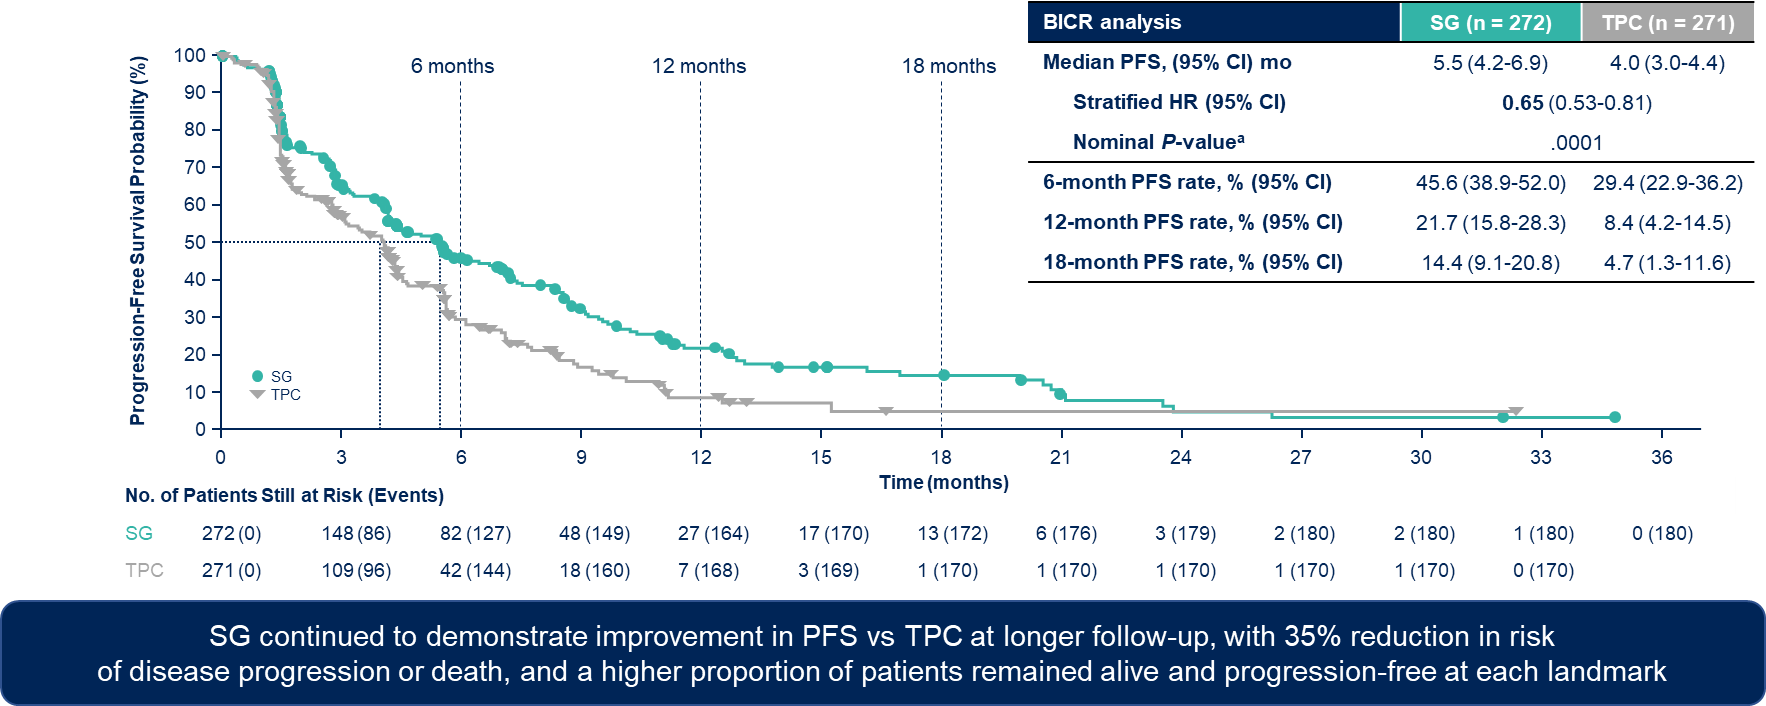 BICR analysis SG (n = 272) TPC (n = 271)
Median PFS, (95% CI) mo 5.5 (4.2-6.9) 4.0 (3.0-4.4)
Stratified HR (95% CI) 0.65 (0.53-0.81)
Nominal P-valueᵃ .0001
6-month PFS rate, % (95% CI) 45.6 (38.9-52.0) 29.4 (22.9-36.2)
12-month PFS rate, % (95% CI) 21.7 (15.8-28.3) 8.4 (4.2-14.5)
18-month PFS rate, % (95% CI) 14.4 (9.1-20.8) 4.7 (1.3-11.6)
Progression-Free Survival Probability (%)
100
90
80
70
60
50
40
30
20
10
0
6 months 12 months 18 months
SG
TPC
0 3 6 9 12 15 18 21 24 27 30 33 36
Time (months)
No. of Patients Still at Risk (Events)
SG 272 (0) 148 (86) 82 (127) 48 (149) 27 (164) 17 (170) 13 (172) 6 (176) 3 (179) 2 (180) 2 (180) 1 (180) 0 (180)
TPC 271 (0) 109 (96) 42 (144) 18 (160) 7 (168) 3 (169) 1 (170) 1 (170) 1 (170) 1 (170) 1 (170) 0 (170)
SG continued to demonstrate improvement in PFS vs TPC at longer follow-up, with 35% reduction in risk
of disease progression or death, and a higher proportion of patients remained alive and progression-free at each landmark